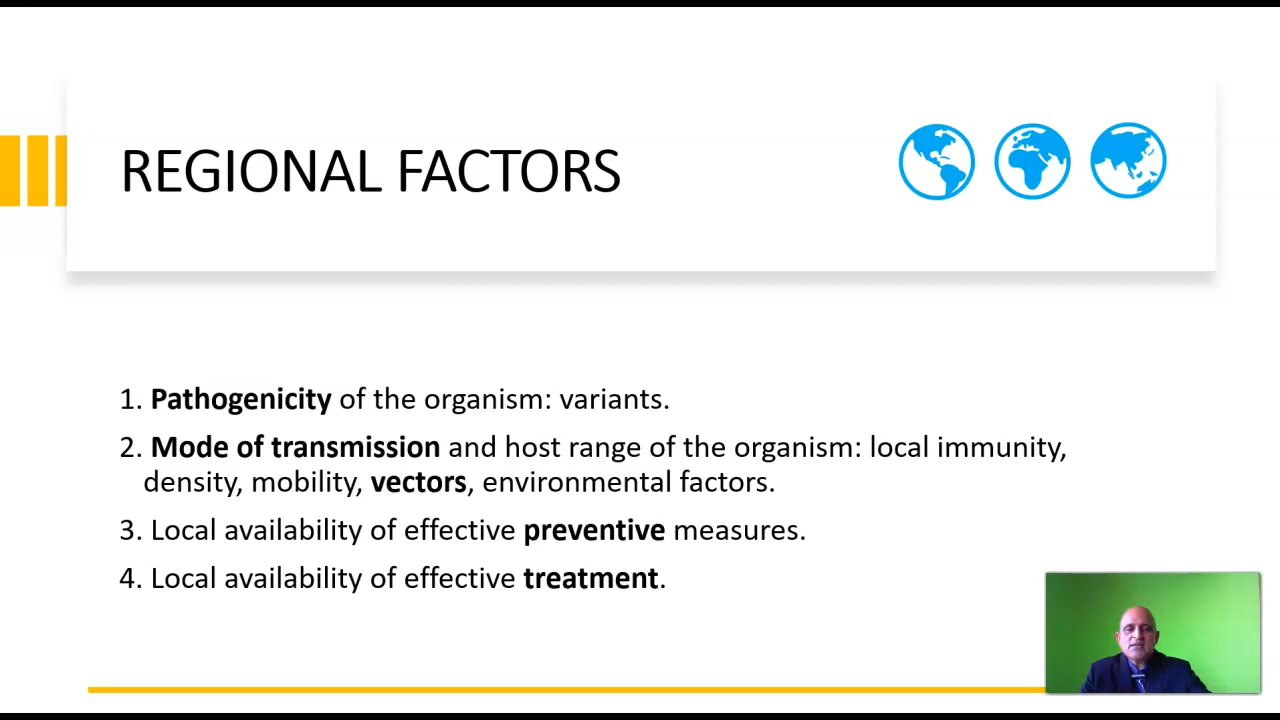 REGIONAL FACTORS
1. Pathogenicity of the organism: variants.
2. Mode of transmission and host range of the organism: local immunity,
density, mobility, vectors, environmental factors.
3. Local availability of effective preventive measures.
4. Local availability of effective treatment.